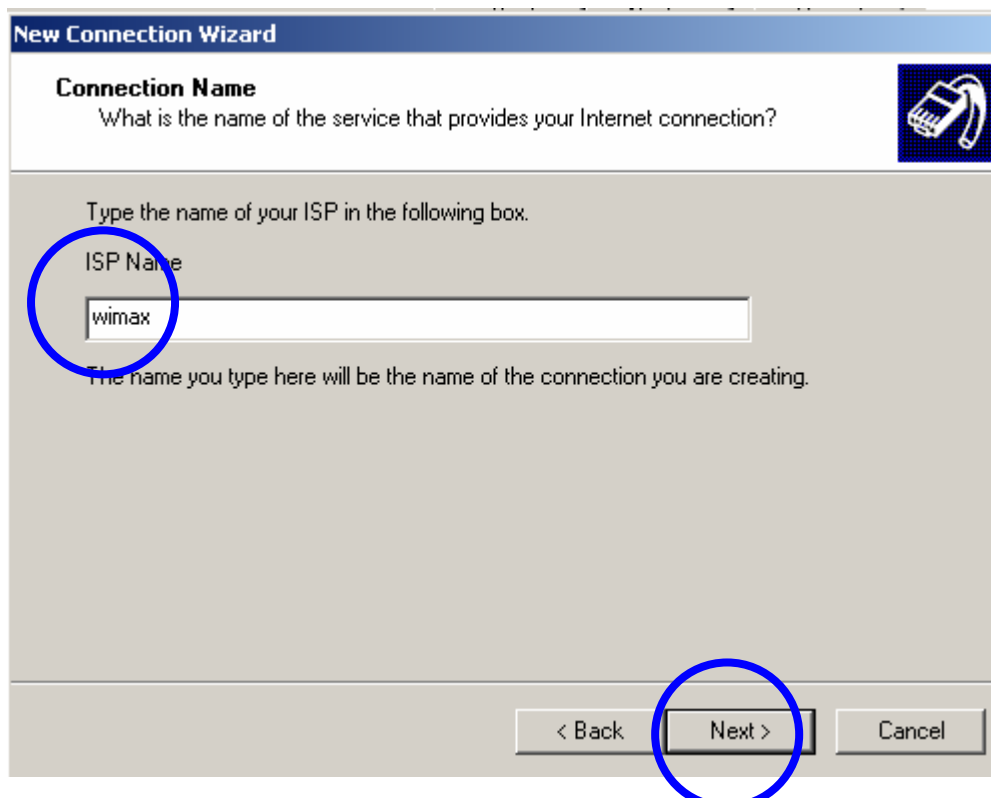 New Connection Wizard
Connection Name
What is the name of the service that provides your Internet connection?
Type the name of your ISP in the following box.
ISP Name
wimax
The name you type here will be the name of the connection you are creating.
< Back
Next >
Cancel